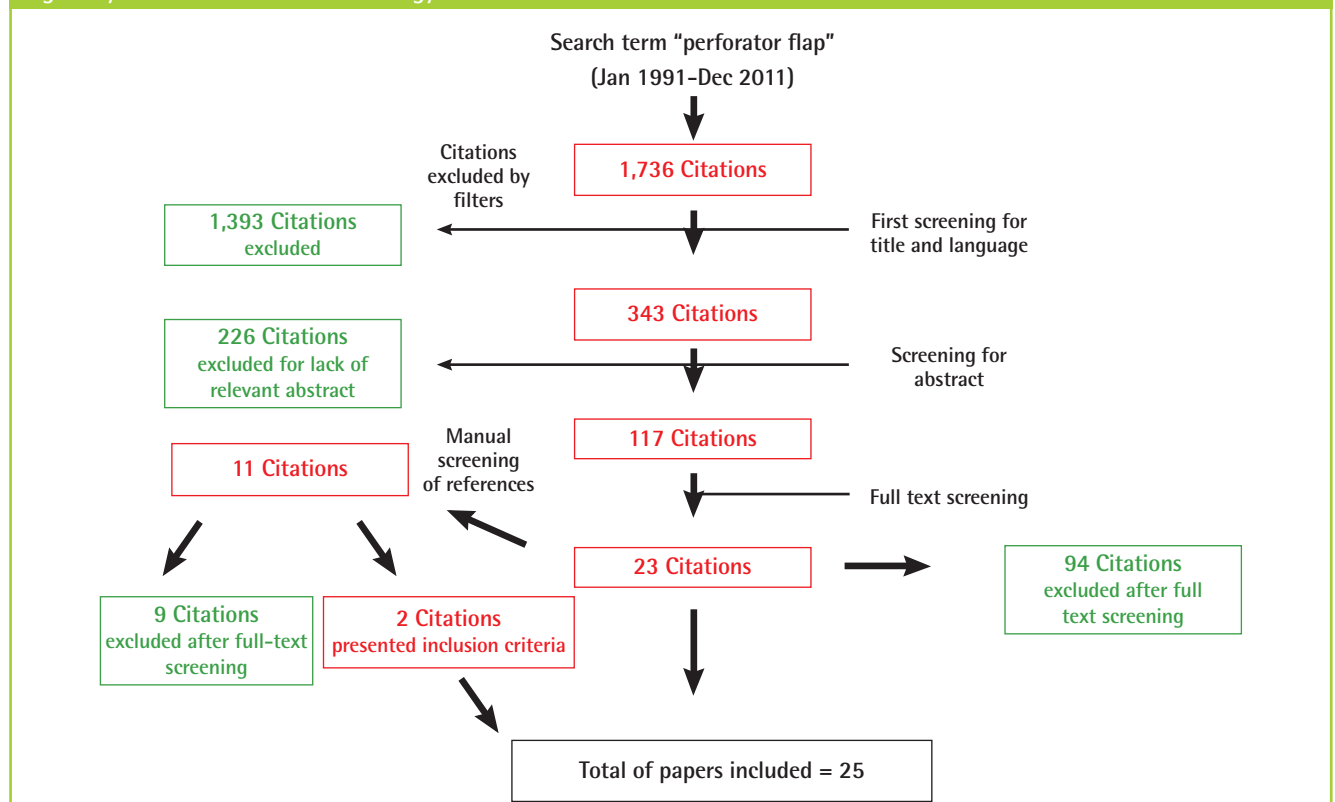 Search term “perforator flap”
(Jan 1991-Dec 2011)
1,736 Citations
Citations
excluded by
filters
First screening for
title and language
1,393 Citations
excluded
343 Citations
226 Citations
excluded for lack of
relevant abstract
Screening for
abstract
117 Citations
Manual
screening
of references
11 Citations
Full text screening
23 Citations
94 Citations
excluded after full
text screening
9 Citations
excluded after full-text
screening
2 Citations
presented inclusion criteria
Total of papers included = 25